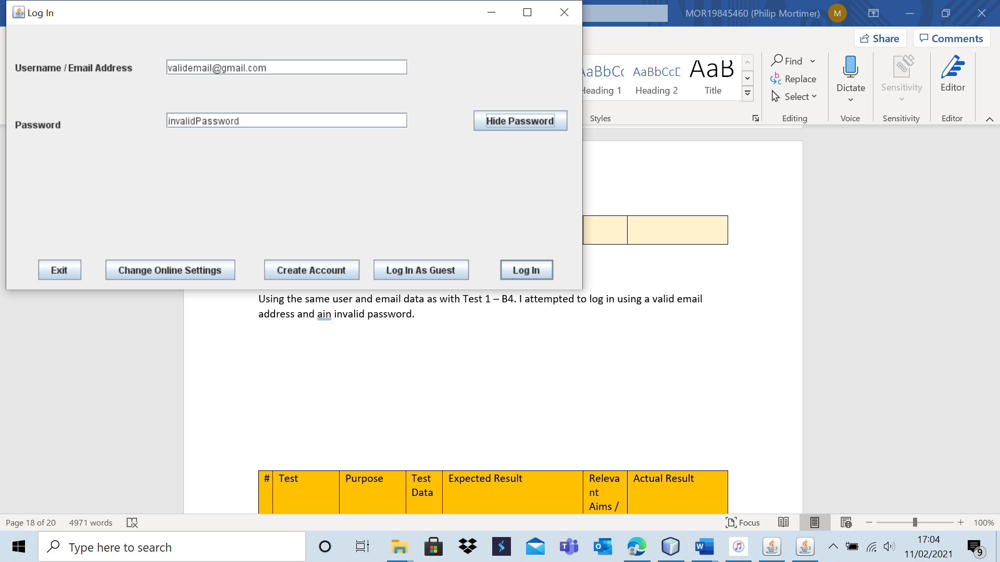 Log In
MOR19845460 (Philip Mortimer)
M
Share
Comments
Username / Email Address
validemail@gmail.com
Password
invalidPassword
Hide Password
Exit
Change Online Settings
Create Account
Log In As Guest
Log In
AaBbCc
AaBbCcD
AaB
Heading 1
Heading 2
Title
Styles
Find
Replace
Select
Editing
Dictate
Voice
Sensitivity
Sensitivity
Editor
Editor
Using the same user and email data as with Test 1 – B4. I attempted to log in using a valid email
address and ain invalid password.
#
Test
Purpose
Test
Data
Expected Result
Releva
nt
Aims /
Actual Result
Page 18 of 20
4971 words
Focus
100%
Type here to search
17:04
11/02/2021
9